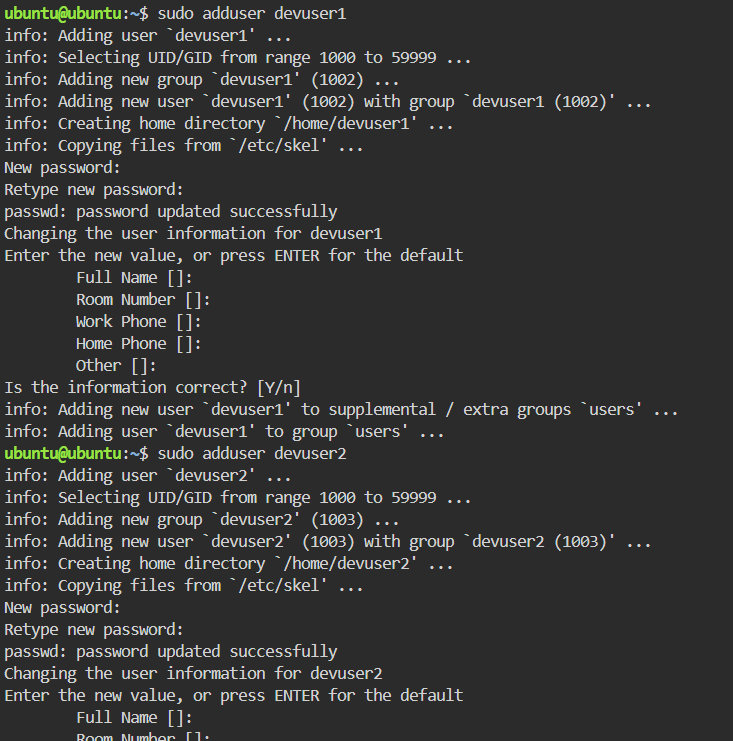 ubuntu@ubuntu:~$ sudo adduser devuser1
info: Adding user `devuser1' ...
info: Selecting UID/GID from range 1000 to 59999 ...
info: Adding new group `devuser1' (1002) ...
info: Adding new user `devuser1' (1002) with group `devuser1 (1002)' ...
info: Creating home directory `/home/devuser1' ...
info: Copying files from `/etc/skel' ...
New password:
Retype new password:
passwd: password updated successfully
Changing the user information for devuser1
Enter the new value, or press ENTER for the default
        Full Name []:
        Room Number []:
        Work Phone []:
        Home Phone []:
        Other []:
Is the information correct? [Y/n]
info: Adding new user `devuser1' to supplemental / extra groups `users' ...
info: Adding user `devuser1' to group `users' ...
ubuntu@ubuntu:~$ sudo adduser devuser2
info: Adding user `devuser2' ...
info: Selecting UID/GID from range 1000 to 59999 ...
info: Adding new group `devuser2' (1003) ...
info: Adding new user `devuser2' (1003) with group `devuser2 (1003)' ...
info: Creating home directory `/home/devuser2' ...
info: Copying files from `/etc/skel' ...
New password:
Retype new password:
passwd: password updated successfully
Changing the user information for devuser2
Enter the new value, or press ENTER for the default
        Full Name []:
        Room Number []: